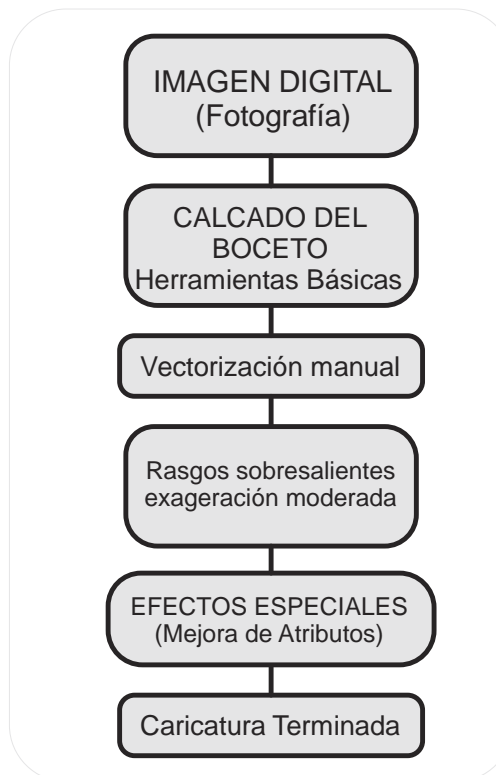 IMAGEN DIGITAL
(Fotografía)
CALCADO DEL
BOCETO
Herramientas Básicas
Vectorización manual
Rasgos sobresalientes
exageración moderada
EFECTOS ESPECIALES
(Mejora de Atributos)
Caricatura Terminada